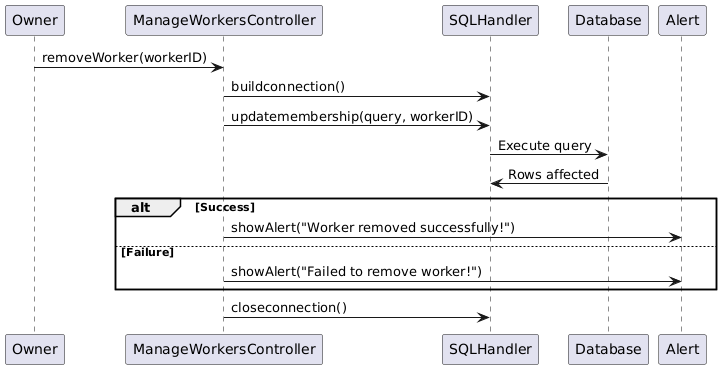 Owner ManageWorkersController SQLHandler Database Alert
removeWorker(workerID)
buildconnection()
updatemembership(query, workerID)
Execute query
Rows affected
alt [Success]
showAlert("Worker removed successfully!")
[Failure]
showAlert("Failed to remove worker!")
closeconnection()
Owner ManageWorkersController SQLHandler Database Alert